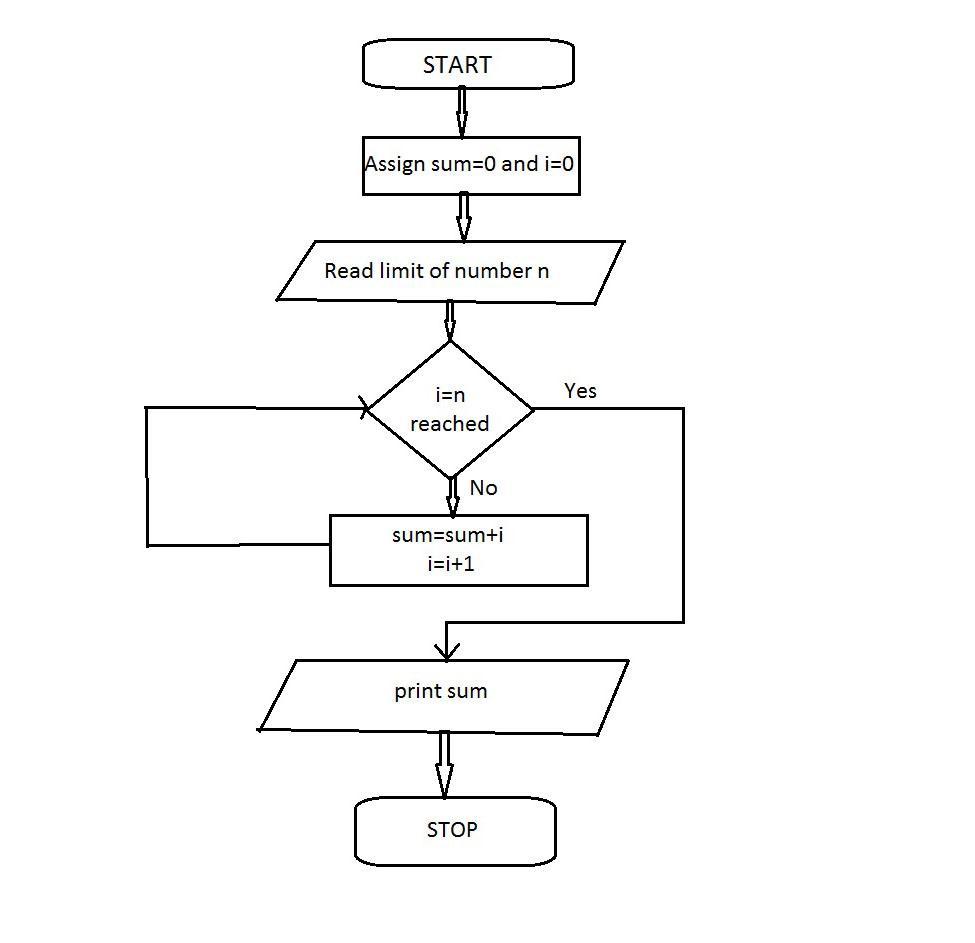 START
Assign sum=0 and i=0
Read limit of number n
i=n
reached
Yes
No
sum=sum+i
i=i+1
print sum
STOP